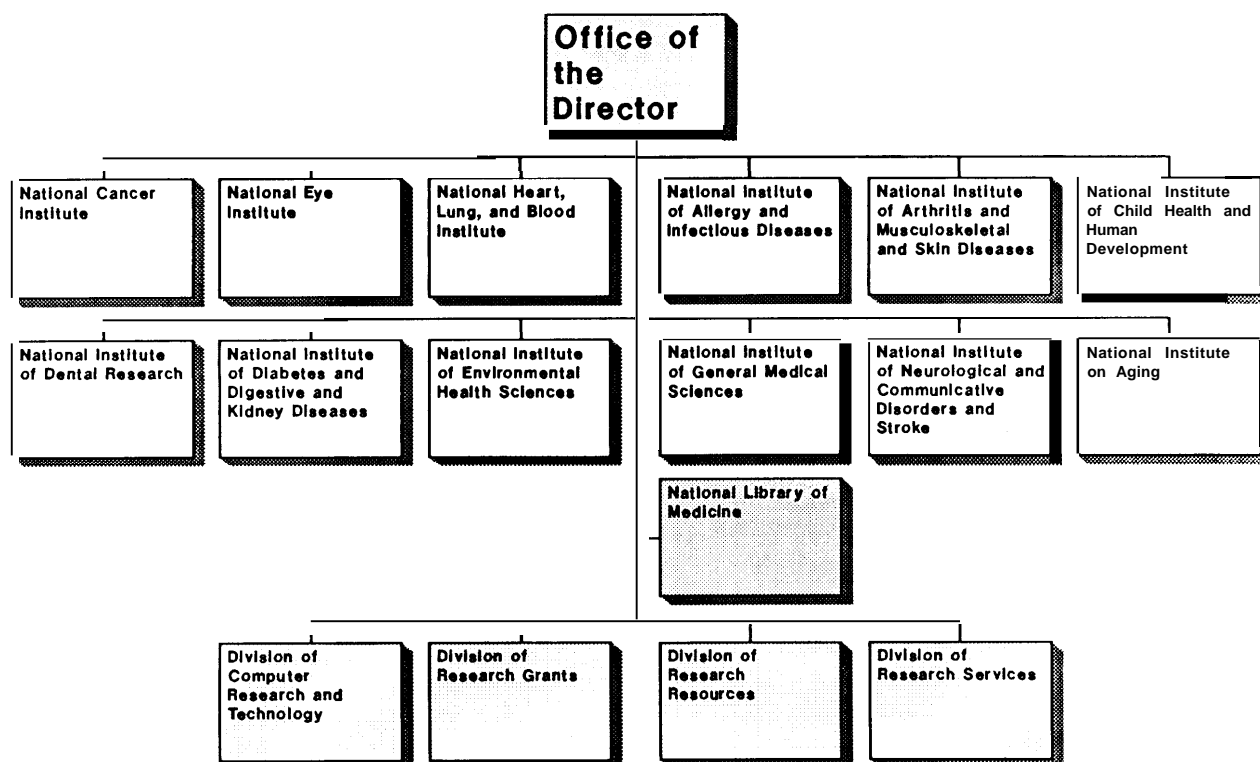 Office of
the
Director
National Cancer
Institute
National Eye
Institute
National Heart,
Lung, and Blood
Institute
National Institute
of Allergy and
Infectious Diseases
National Institute
of Arthritis and
Musculoskeletal
and Skin Diseases
National Institute
of Child Health and
Human
Development
National Institute
of Dental Research
National Institute
of Diabetes and
Digestive and
Kidney Diseases
National Institute
of Environmental
Health Sciences
National Institute
of General Medical
Sciences
National Institute
of Neurological and
Communicative
Disorders and
Stroke
National Institute
on Aging
National Library of
Medicine
Division of
Computer
Research and
Technology
Division of
Research Grants
Division of
Research
Resources
Division of
Research Services